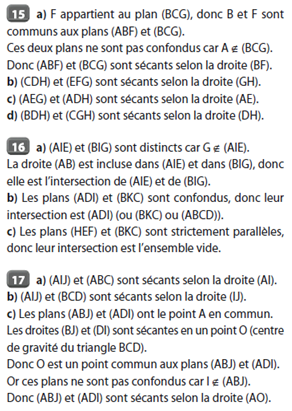 15 a) F appartient au plan (BCG), donc B et F sont
communs aux plans (ABF) et (BCG).
Ces deux plans ne sont pas confondus car A ∉ (BCG).
Donc (ABF) et (BCG) sont sécants selon la droite (BF).
b) (CDH) et (EFG) sont sécants selon la droite (GH).
c) (AEG) et (ADH) sont sécants selon la droite (AE).
d) (BDH) et (CGH) sont sécants selon la droite (DH).
16 a) (AIE) et (BIG) sont distincts car G ∉ (AIE).
La droite (AB) est incluse dans (AIE) et dans (BIG), donc
elle est l'intersection de (AIE) et de (BIG).
b) Les plans (ADI) et (BKC) sont confondus, donc leur
intersection est (ADI) (ou (BKC) ou (ABCD)).
c) Les plans (HEF) et (BKC) sont strictement parallèles,
donc leur intersection est l'ensemble vide.
17 a) (AIJ) et (ABC) sont sécants selon la droite (AI).
b) (AIJ) et (BCD) sont sécants selon la droite (IJ).
c) Les plans (ABJ) et (ADI) ont le point A en commun.
Les droites (BJ) et (DI) sont sécantes en un point O (centre
de gravité du triangle BCD).
Donc O est un point commun aux plans (ABJ) et (ADI).
Or ces plans ne sont pas confondus car I ∉ (ABJ).
Donc (ABJ) et (ADI) sont sécants selon la droite (AO).